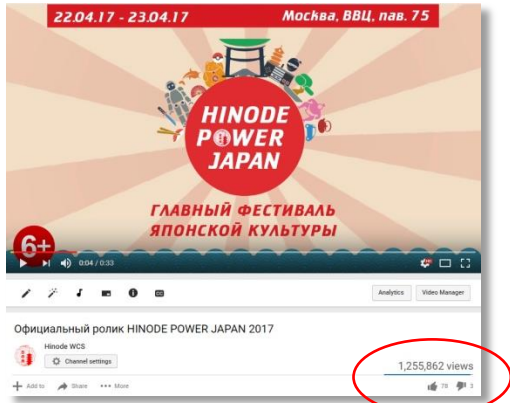 22.04.17 - 23.04.17 Москва, ВВЦ, пав. 75
HINODE
POWER
JAPAN
ГЛАВНЫЙ ФЕСТИВАЛЬ
ЯПОНСКОЙ КУЛЬТУРЫ
6+
0:04 / 0:33
Analytics Video Manager
Официальный ролик HINODE POWER JAPAN 2017
Hinode WCS
Channel settings
1,255,862 views
Add to Share More
78 3